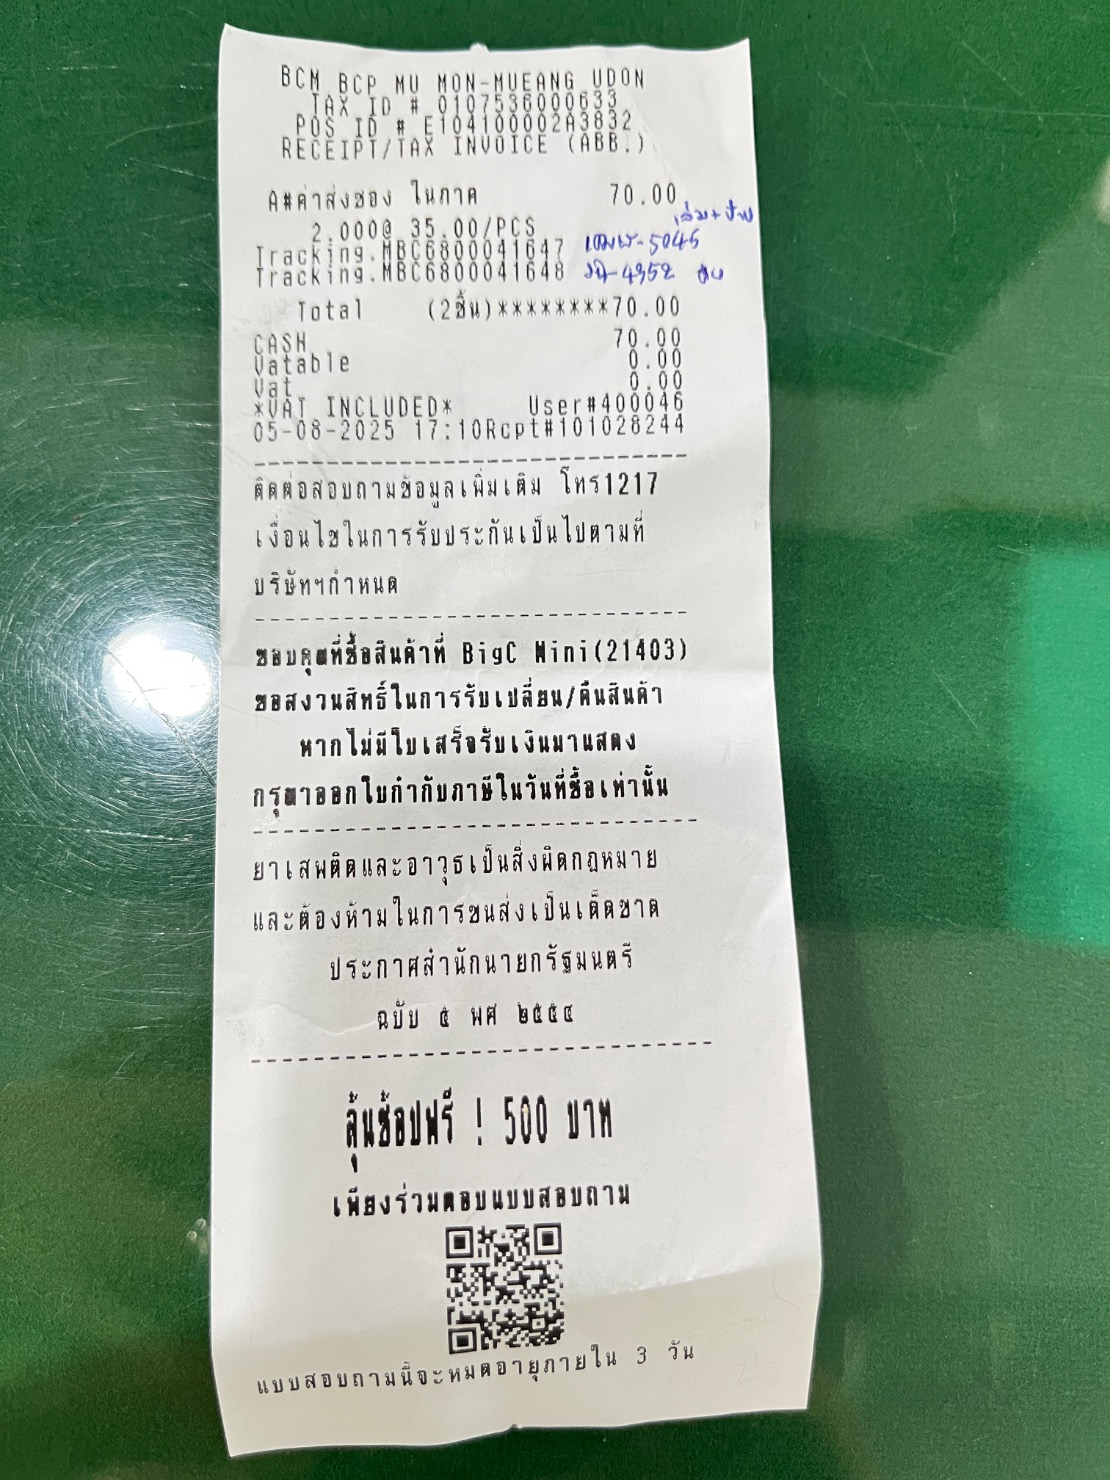 BCM BCP MU MON-MUEANG UDON
TAX ID # 0107536000633
POS ID # E104100002A3832
RECEIPT/TAX INVOICE (ABB.)
A#ค่าส่งของ ในภาค 70.00
2.000@ 35.00/PCS
Tracking.MBC6800041647 -5045
Tracking.MBC6800041648 -4952
Total (2ชิ้น)********70.00
CASH 70.00
Vatable 0.00
Vat 0.00
*VAT INCLUDED* User#400046
05-08-2025 17:10Rcpt#101028244
ติดต่อสอบถามข้อมูลเพิ่มเติม โทร1217
เงื่อนไขในการรับประกันเป็นไปตามที่
บริษัทฯกำหนด
ขอบคุณที่ซื้อสินค้าที่ BigC Mini(21403)
ขอสงวนสิทธิ์ในการรับเปลี่ยน/คืนสินค้า
หากไม่มีใบเสร็จรับเงินมาแสดง
กรุณาออกใบกำกับภาษีในวันที่ซื้อเท่านั้น
ยาเสพติดและอาวุธเป็นสิ่งผิดกฎหมาย
และต้องห้ามในการขนส่งเป็นเด็ดขาด
ประกาศสำนักนายกรัฐมนตรี
ฉบับ ๕ พศ ๒๕๕๔
ลุ้นช้อปฟรี ! 500 บาท
เพียงร่วมตอบแบบสอบถาม
แบบสอบถามนี้จะหมดอายุภายใน 3 วัน